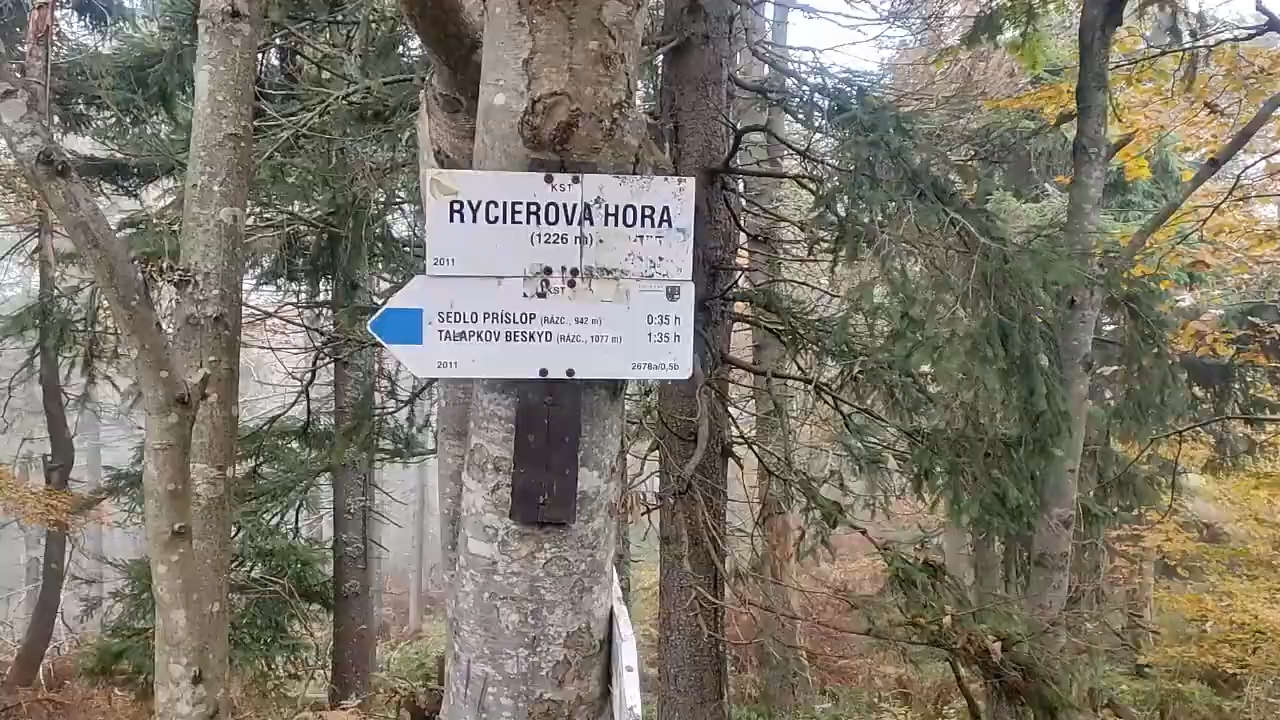 KST
RYCIEROVA HORA
(1226 m)
2011
KST
SEDLO PRÍSLOP (RÁZC., 942 m) 0:35 h
TALAPKOV BESKYD (RÁZC., 1077 m) 1:35 h
2011 2678a/0,5b